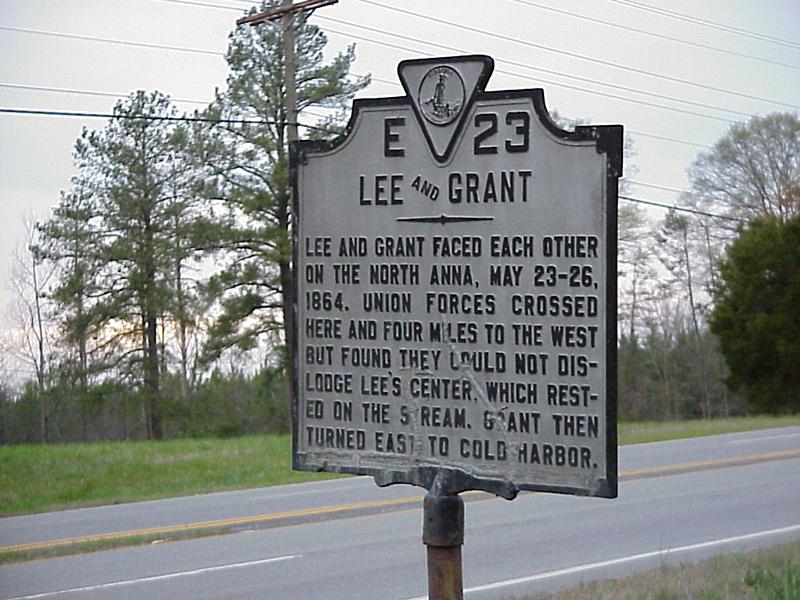 E 23
LEE AND GRANT
LEE AND GRANT FACED EACH OTHER
ON THE NORTH ANNA, MAY 23-26,
1864. UNION FORCES CROSSED
HERE AND FOUR MILES TO THE WEST
BUT FOUND THEY COULD NOT DIS-
LODGE LEE'S CENTER, WHICH REST-
ED ON THE STREAM. GRANT THEN
TURNED EAST TO COLD HARBOR.